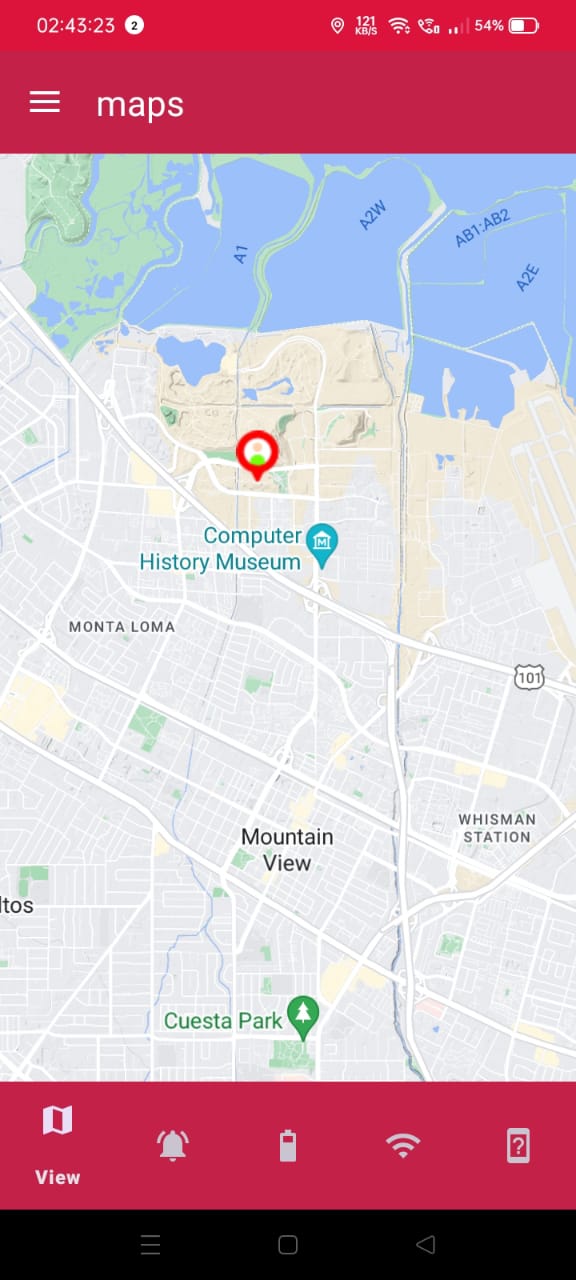 02:43:23 2 121 KB/S 54%
maps
A1
A2W
AB1:AB2
A2E
Computer
History Museum
MONTA LOMA
101
WHISMAN
STATION
Mountain
View
ltos
Cuesta Park
View